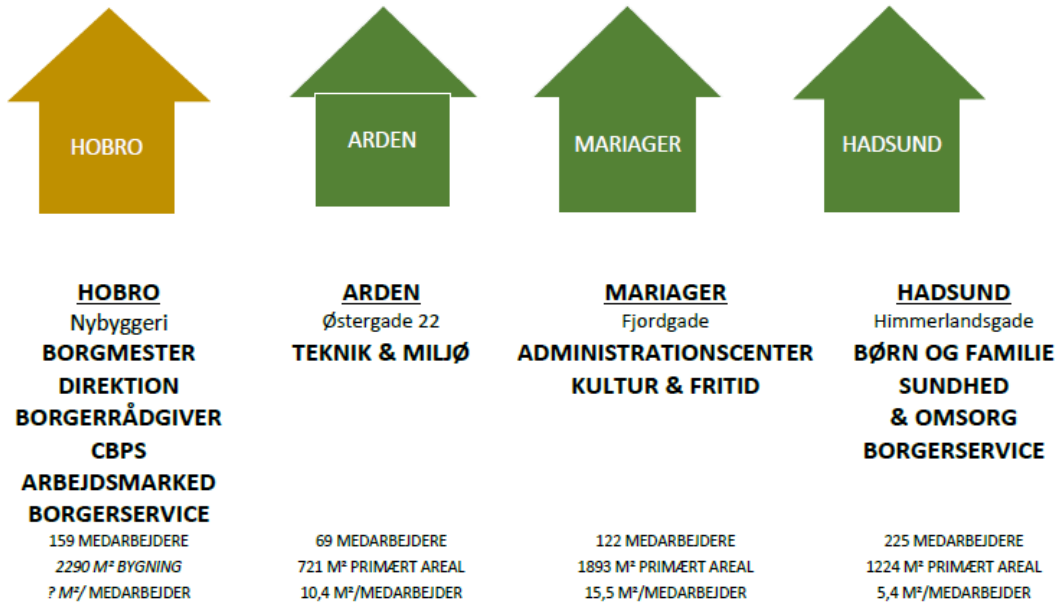 HOBRO
ARDEN
MARIAGER
HADSUND
HOBRO
Nybyggeri
BORGMESTER
DIREKTION
BORGERRÅDGIVER
CBPS
ARBEJDSMARKED
BORGERSERVICE
159 MEDARBEJDERE
2290 M² BYGNING
? M²/ MEDARBEJDER
ARDEN
Østergade 22
TEKNIK & MILJØ
69 MEDARBEJDERE
721 M² PRIMÆRT AREAL
10,4 M²/MEDARBEJDER
MARIAGER
Fjordgade
ADMINISTRATIONSCENTER
KULTUR & FRITID
122 MEDARBEJDERE
1893 M² PRIMÆRT AREAL
15,5 M²/MEDARBEJDER
HADSUND
Himmerlandsgade
BØRN OG FAMILIE
SUNDHED
& OMSORG
BORGERSERVICE
225 MEDARBEJDERE
1224 M² PRIMÆRT AREAL
5,4 M²/MEDARBEJDER